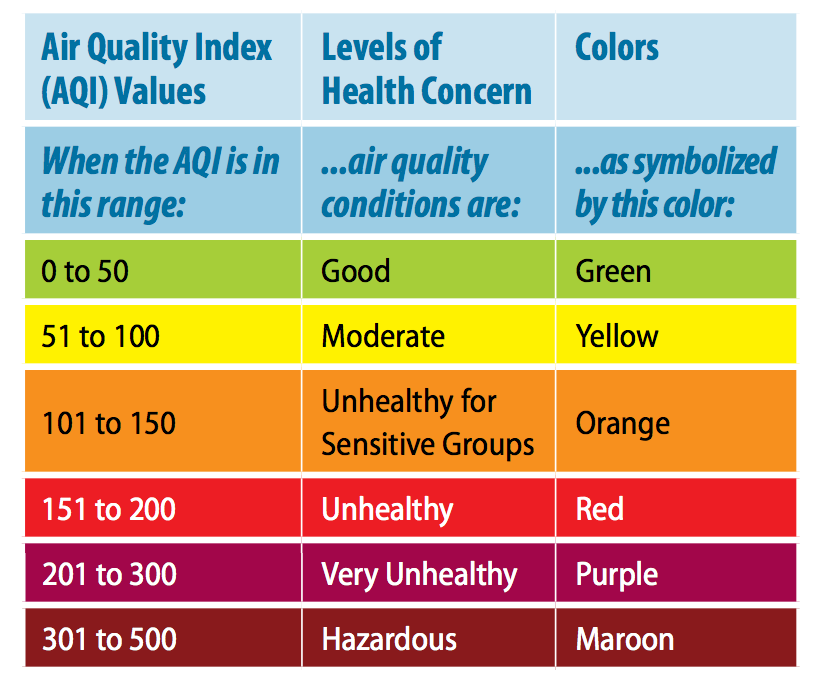 Air Quality Index
(AQI) Values
Levels of
Health Concern
Colors
When the AQI is in
this range:
...air quality
conditions are:
...as symbolized
by this color:
0 to 50
Good
Green
51 to 100
Moderate
Yellow
101 to 150
Unhealthy for
Sensitive Groups
Orange
151 to 200
Unhealthy
Red
201 to 300
Very Unhealthy
Purple
301 to 500
Hazardous
Maroon